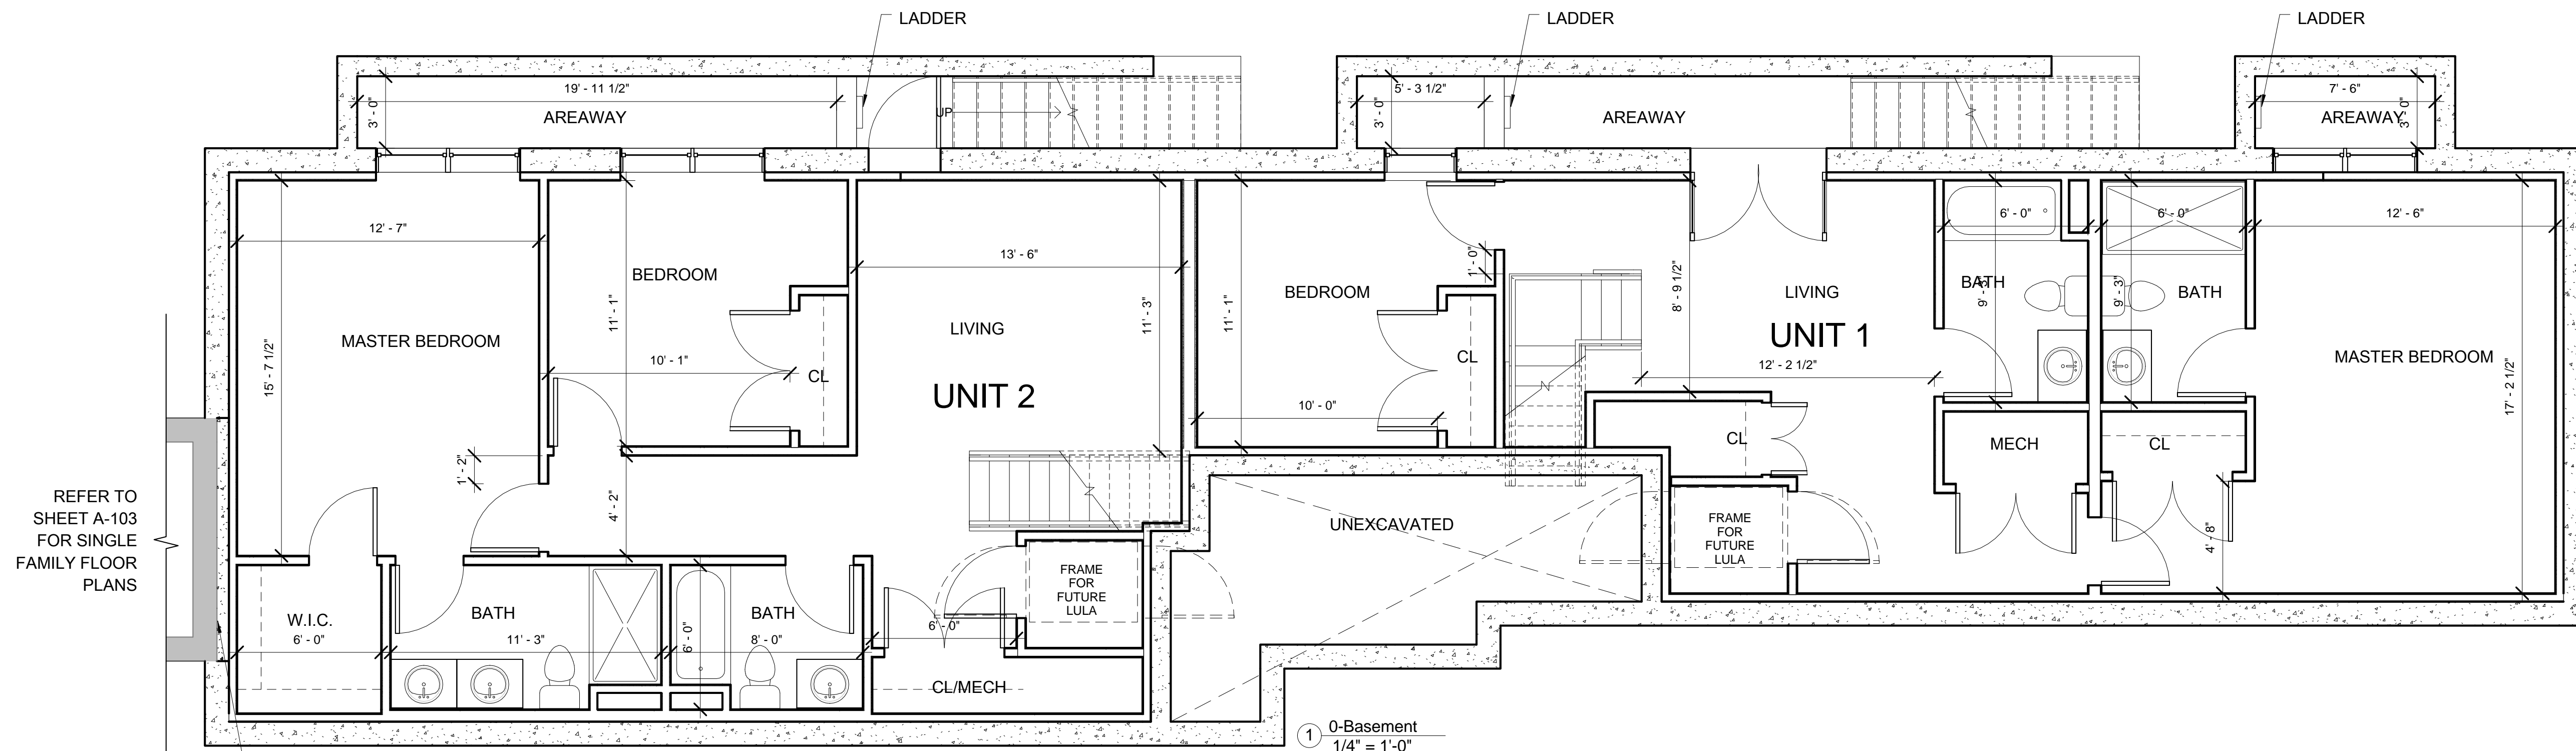 LADDER
LADDER
LADDER
19' - 11 1/2"
3' - 0"
AREAWAY
UP
5' - 3 1/2"
3' - 0"
AREAWAY
7' - 6"
3' - 0"
AREAWAY
12' - 7"
15' - 7 1/2"
MASTER BEDROOM
1' - 2"
BEDROOM
11' - 1"
10' - 1"
CL
4' - 2"
13' - 6"
11' - 3"
LIVING
UNIT 2
BEDROOM
11' - 1"
10' - 0"
1' - 0"
CL
8' - 9 1/2"
LIVING
UNIT 1
12' - 2 1/2"
CL
6' - 0"
BATH
9' - 3"
6' - 0"
BATH
9' - 3"
12' - 6"
MASTER BEDROOM
17' - 2 1/2"
MECH
CL
4' - 8"
REFER TO
SHEET A-103
FOR SINGLE
FAMILY FLOOR
PLANS
UNEXCAVATED
FRAME
FOR
FUTURE
LULA
FRAME
FOR
FUTURE
LULA
W.I.C.
6' - 0"
BATH
11' - 3"
BATH
8' - 0"
6' - 0"
6' - 0"
CL/MECH
1
0-Basement
1/4" = 1'-0"